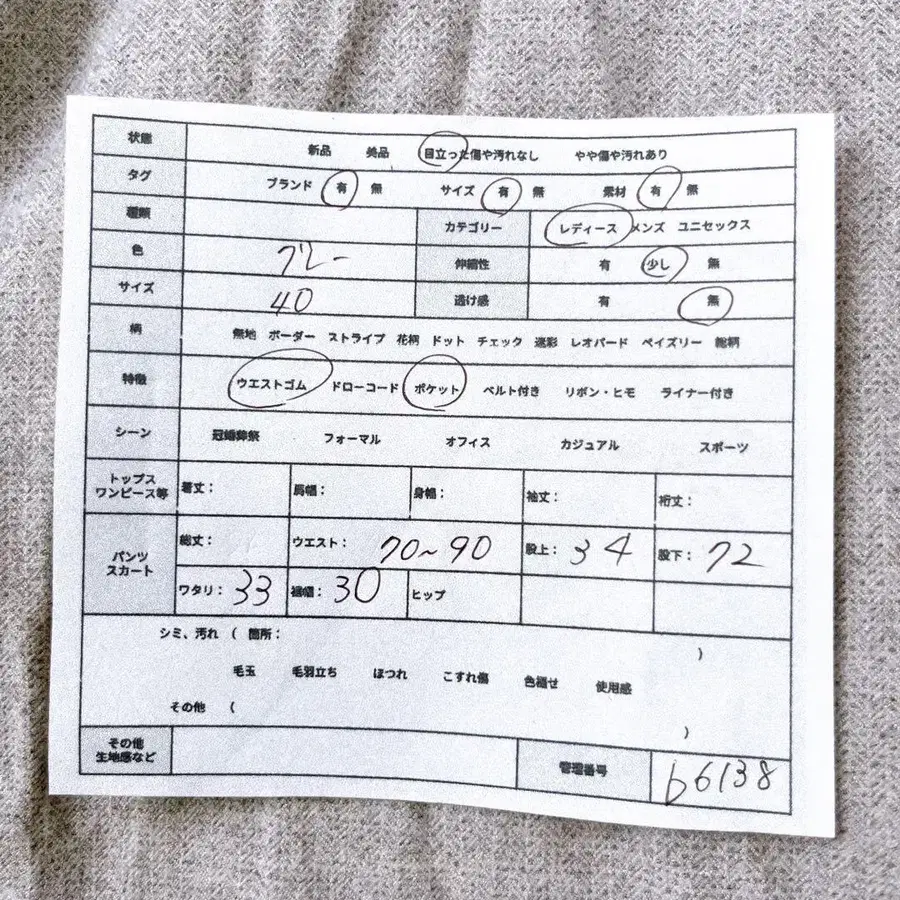 状態 新品 美品 目立った傷や汚れなし やや傷や汚れあり
タグ ブランド 有 無 サイズ 有 無 素材 有 無
種類 カテゴリー レディース メンズ ユニセックス
色 グレー 伸縮性 有 少し 無
サイズ 40 透け感 有 無
柄 無地 ボーダー ストライプ 花柄 ドット チェック 迷彩 レオパード ペイズリー 総柄
特徴 ウエストゴム ドローコード ポケット ベルト付き リボン・ヒモ ライナー付き
シーン 冠婚葬祭 フォーマル オフィス カジュアル スポーツ
トップス
ワンピース等 着丈: 肩幅: 身幅: 袖丈: 裄丈:
パンツ
スカート
総丈: ウエスト: 70~90 股上: 34 股下: 72
ワタリ: 33 裾幅: 30 ヒップ
シミ、汚れ ( 箇所: )
毛玉 毛羽立ち ほつれ こすれ傷 色褪せ 使用感
その他 ( )
その他
生地感など 管理番号 b6138